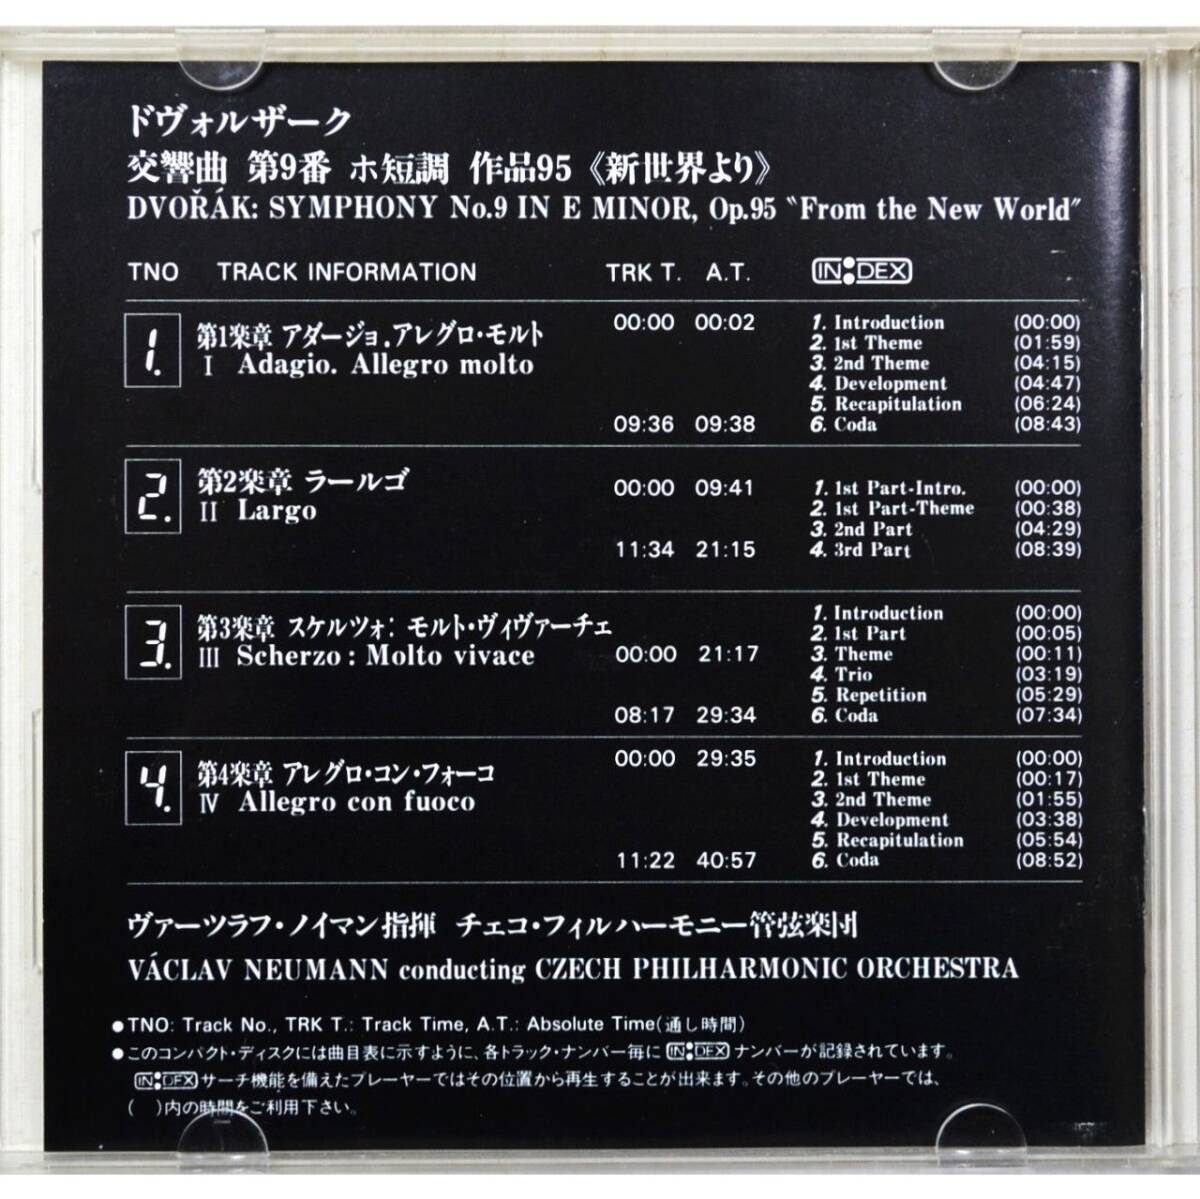 ドヴォルザーク
交響曲 第9番 ホ短調 作品95《新世界より》
DVOŘÁK: SYMPHONY No.9 IN E MINOR, Op.95 "From the New World"
TNO TRACK INFORMATION TRK T. A.T. INDEX
1. 第1楽章 アダージョ.アレグロ・モルト 00:00 00:02 1. Introduction (00:00)
2. 1st Theme (01:59)
I Adagio. Allegro molto 3. 2nd Theme (04:15)
4. Development (04:47)
5. Recapitulation (06:24)
09:36 09:38 6. Coda (08:43)
2. 第2楽章 ラールゴ 00:00 09:41 1. 1st Part-Intro. (00:00)
II Largo 2. 1st Part-Theme (00:38)
3. 2nd Part (04:29)
11:34 21:15 4. 3rd Part (08:39)
3. 第3楽章 スケルツォ: モルト・ヴィヴァーチェ 1. Introduction (00:00)
2. 1st Part (00:05)
III Scherzo: Molto vivace 00:00 21:17 3. Theme (00:11)
4. Trio (03:19)
5. Repetition (05:29)
08:17 29:34 6. Coda (07:34)
4. 第4楽章 アレグロ・コン・フォーコ 00:00 29:35 1. Introduction (00:00)
2. 1st Theme (00:17)
IV Allegro con fuoco 3. 2nd Theme (01:55)
4. Development (03:38)
5. Recapitulation (05:54)
11:22 40:57 6. Coda (08:52)
ヴァーツラフ・ノイマン指揮 チェコ・フィルハーモニー管弦楽団
VÁCLAV NEUMANN conducting CZECH PHILHARMONIC ORCHESTRA
●TNO: Track No., TRK T.: Track Time, A.T.: Absolute Time(通し時間)
●このコンパクト・ディスクには曲目表に示すように、各トラック・ナンバー毎にINDEXナンバーが記録されています。
INDEXサーチ機能を備えたプレーヤーではその位置から再生することが出来ます。その他のプレーヤーでは、
( )内の時間をご利用下さい。